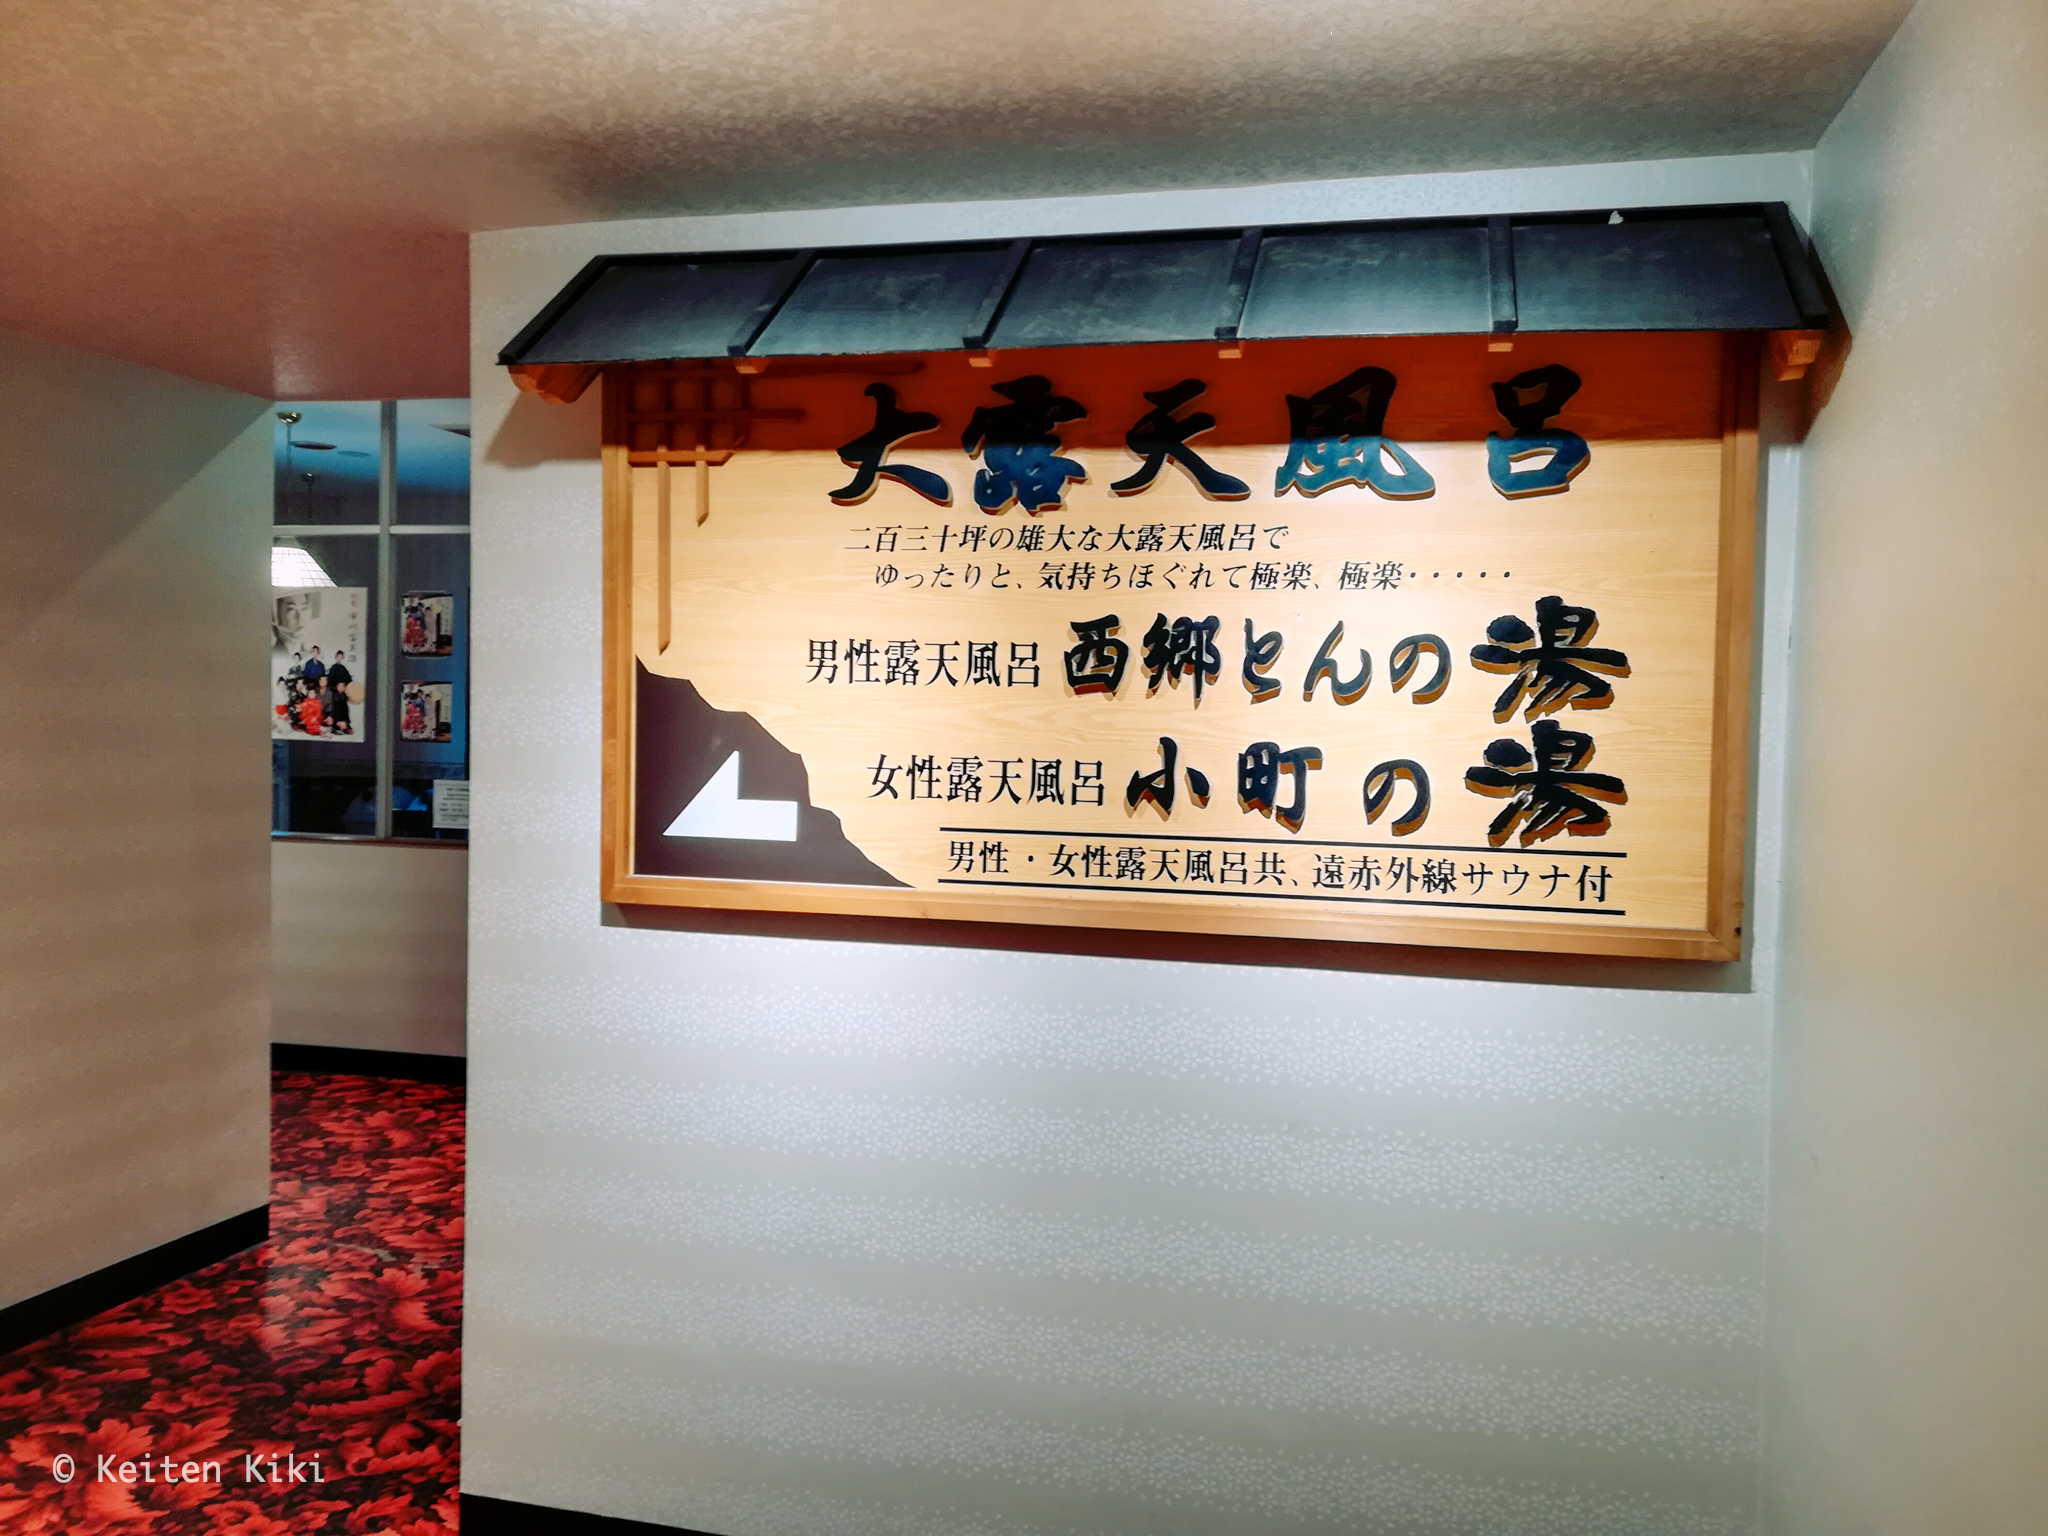 大露天風呂
二百三十坪の雄大な大露天風呂で
ゆったりと、気持ちほぐれて極楽、極楽・・・・・
男性露天風呂 西郷どんの湯
女性露天風呂 小町の湯
男性・女性露天風呂共、遠赤外線サウナ付
© Keiten Kiki